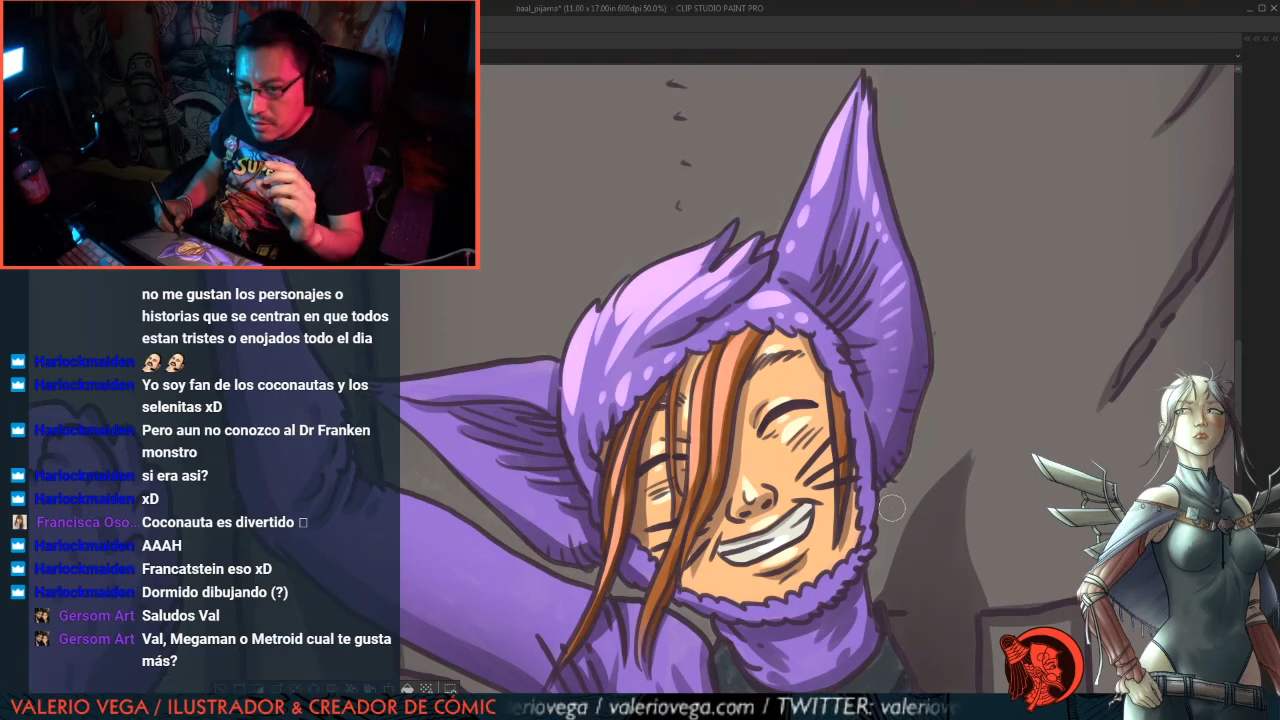 baal_pijama* (11.00 x 17.00in 600dpi 50.0%) - CLIP STUDIO PAINT PRO
no me gustan los personajes o
historias que se centran en que todos
estan tristes o enojados todo el dia
Harlockmaiden
Harlockmaiden Yo soy fan de los coconautas y los
selenitas xD
Harlockmaiden Pero aun no conozco al Dr Franken
monstro
Harlockmaiden si era asi?
Harlockmaiden xD
Francisca Oso... Coconauta es divertido
Harlockmaiden AAAH
Harlockmaiden Francatstein eso xD
Harlockmaiden Dormido dibujando (?)
Gersom Art Saludos Val
Gersom Art Val, Megaman o Metroid cual te gusta
más?
VALERIO VEGA / ILUSTRADOR & CREADOR DE CÓMIC
eriovega / valeriovega.com / TWITTER: valeriov